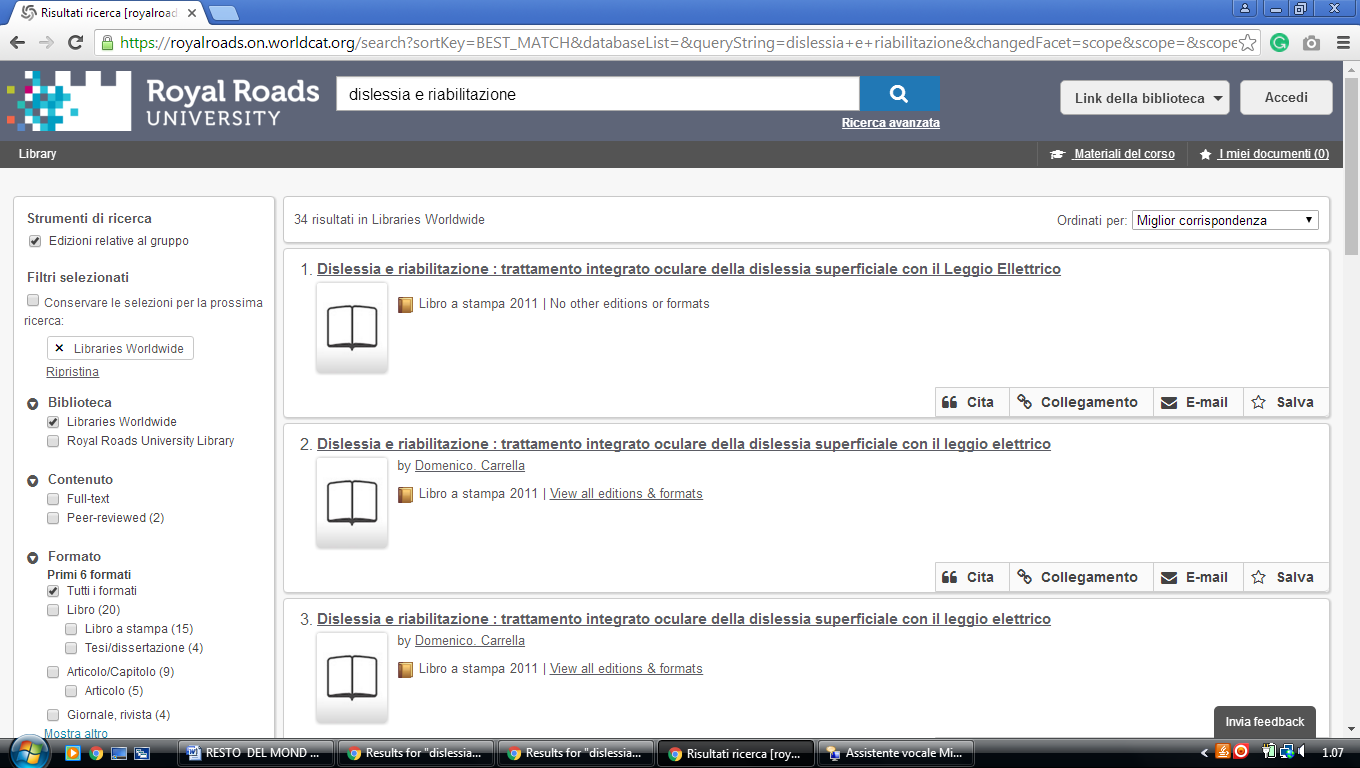 Risultati ricerca [royalroad
https://royalroads.on.worldcat.org/search?sortKey=BEST_MATCH&databaseList=&queryString=dislessia+e+riabilitazione&changedFacet=scope&scope=&scope
Royal Roads
UNIVERSITY
dislessia e riabilitazione
Ricerca avanzata
Link della biblioteca
Accedi
Library
Materiali del corso
I miei documenti (0)
Strumenti di ricerca
Edizioni relative al gruppo
Filtri selezionati
Conservare le selezioni per la prossima
ricerca:
Libraries Worldwide
Ripristina
Biblioteca
Libraries Worldwide
Royal Roads University Library
Contenuto
Full-text
Peer-reviewed (2)
Formato
Primi 6 formati
Tutti i formati
Libro (20)
Libro a stampa (15)
Tesi/dissertazione (4)
Articolo/Capitolo (9)
Articolo (5)
Giornale, rivista (4)
Mostra altro
34 risultati in Libraries Worldwide
Ordinati per: Miglior corrispondenza
1. Dislessia e riabilitazione : trattamento integrato oculare della dislessia superficiale con il Leggio Ellettrico
Libro a stampa 2011 | No other editions or formats
Cita Collegamento E-mail Salva
2. Dislessia e riabilitazione : trattamento integrato oculare della dislessia superficiale con il leggio elettrico
by Domenico. Carrella
Libro a stampa 2011 | View all editions & formats
Cita Collegamento E-mail Salva
3. Dislessia e riabilitazione : trattamento integrato oculare della dislessia superficiale con il leggio elettrico
by Domenico. Carrella
Libro a stampa 2011 | View all editions & formats
Invia feedback
RESTO DEL MOND ...
Results for "dislessia...
Results for "dislessia...
Risultati ricerca [roy...
Assistente vocale Mi...
1.07